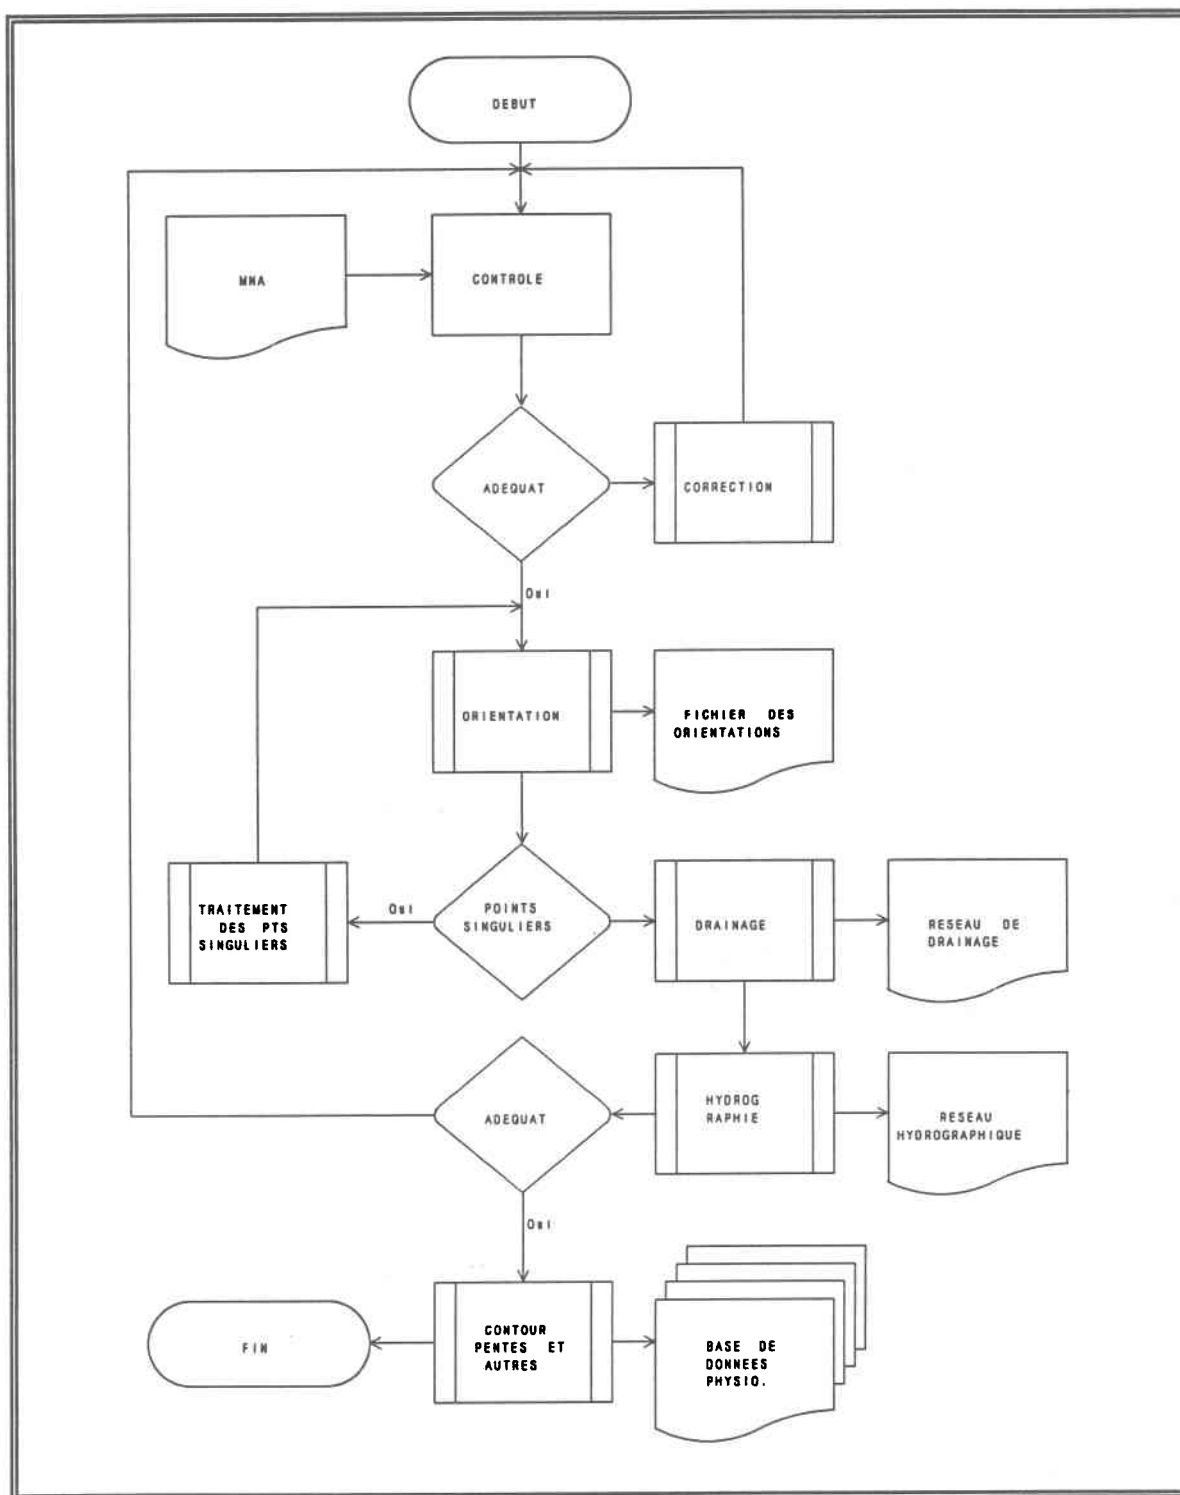 DEBUT
MNA
CONTROLE
ADEQUAT
CORRECTION
Oui
ORIENTATION
FICHIER DES
ORIENTATIONS
TRAITEMENT
DES PTS
SINGULIERS
Oui
POINTS
SINGULIERS
DRAINAGE
RESEAU DE
DRAINAGE
ADEQUAT
HYDROG
RAPHIE
RESEAU
HYDROGRAPHIQUE
Oui
FIN
CONTOUR
PENTES ET
AUTRES
BASE DE
DONNEES
PHYSIO.